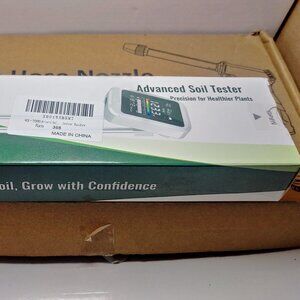 Hose Nozzle
Advanced Soil Tester
Precision for Healthier Plants
MADE IN CHINA
oil, Grow with Confidence